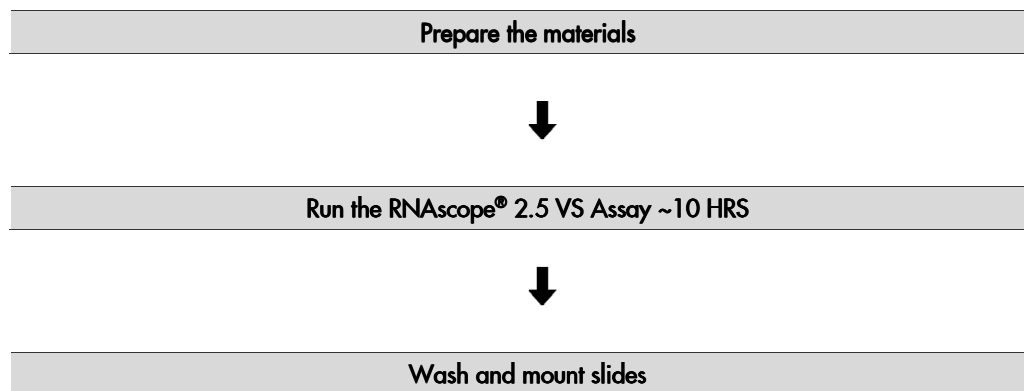 Prepare the materials
Run the RNAscope® 2.5 VS Assay ~10 HRS
Wash and mount slides